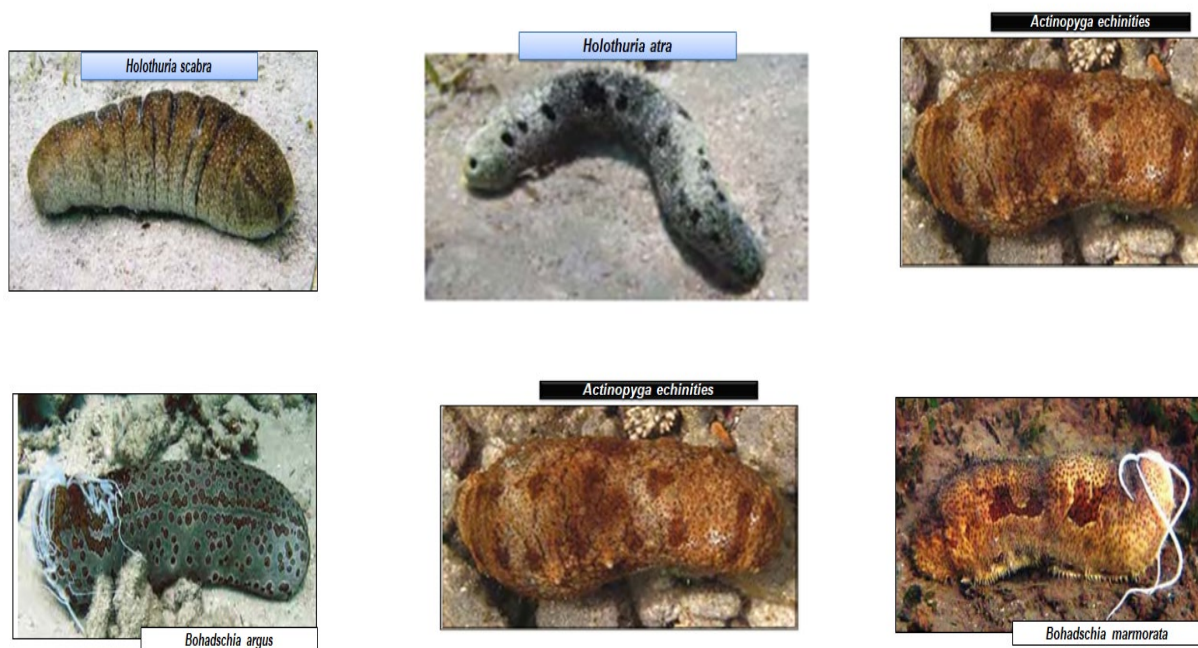 Actinopyga echinities
Holothuria atra
Holothuria scabra
Actinopyga echinities
Bohadschia argus
Bohadschia marmorata